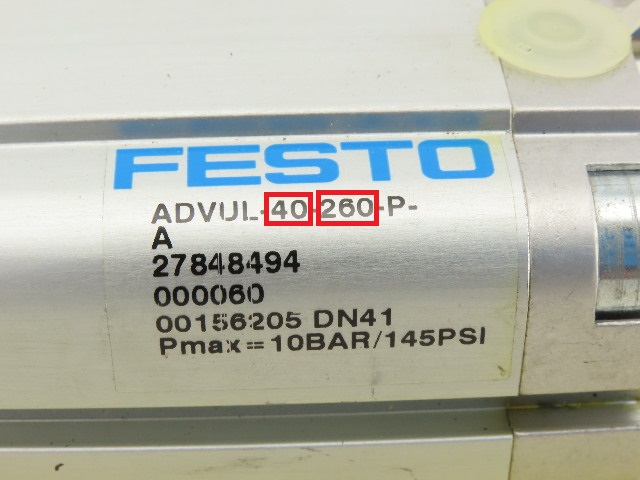 FESTO
ADVUL-40-260-P-
A
27848494
000060
00156205 DN41
Pmax=10BAR/145PSI